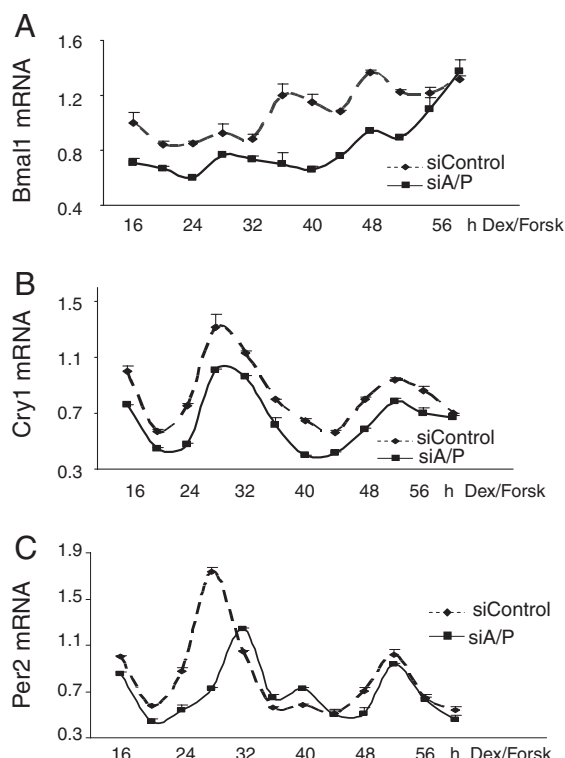 A
Bmal1 mRNA
1.6
1.2
0.8
0.4
siControl
siA/P
16 24 32 40 48 56 h Dex/Forsk
B
Cry1 mRNA
1.5
1.1
0.7
0.3
siControl
siA/P
16 24 32 40 48 56 h Dex/Forsk
C
Per2 mRNA
1.9
1.5
1.1
0.7
0.3
siControl
siA/P
16 24 32 40 48 56 h Dex/Forsk